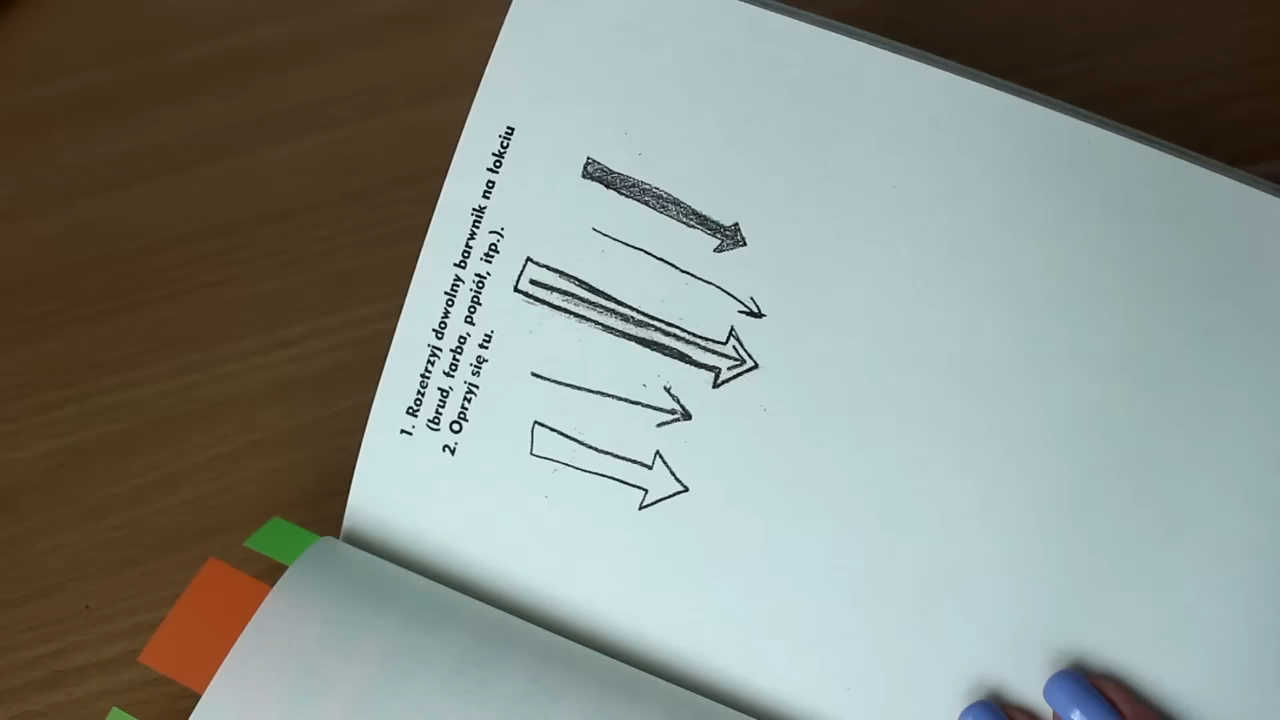 1. Rozetrzyj dowolny barwnik na łokciu
(brud, farba, popiół, itp.).
2. Oprzyj się tu.